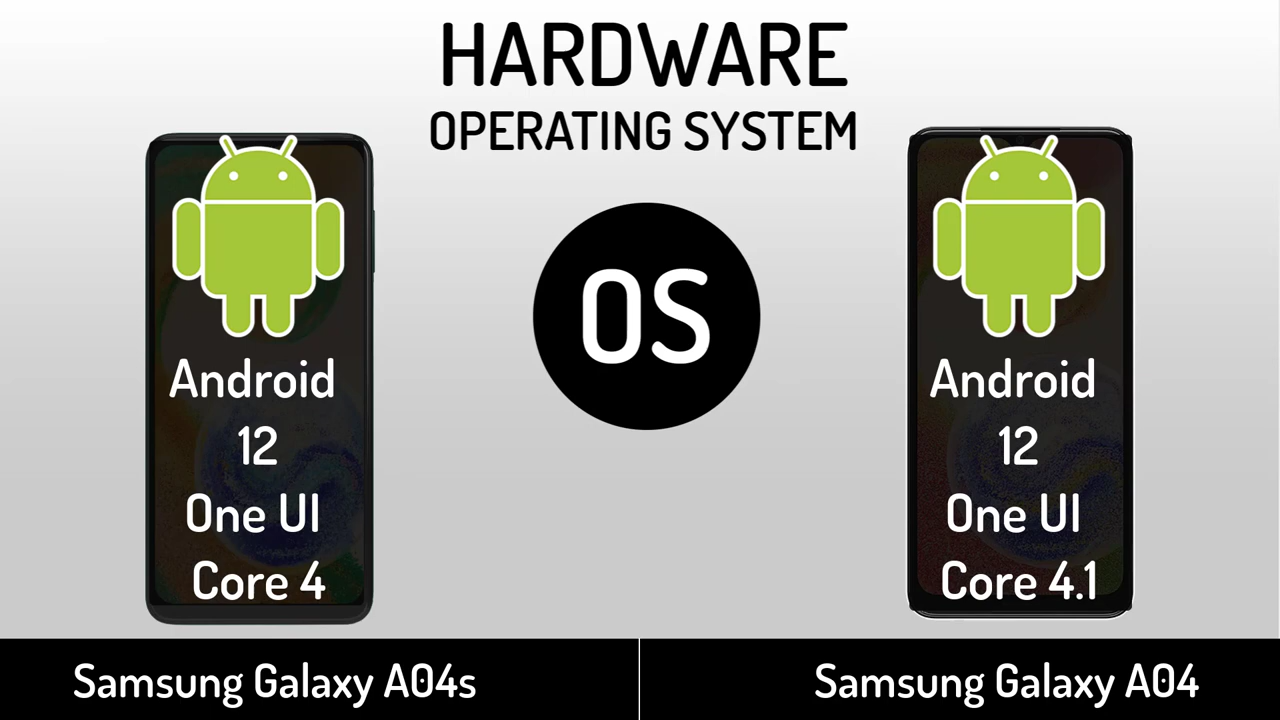 HARDWARE
OPERATING SYSTEM
OS
Android
12
One UI
Core 4
Android
12
One UI
Core 4.1
Samsung Galaxy A04s
Samsung Galaxy A04